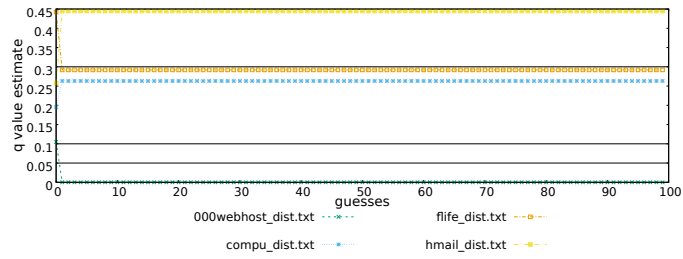 0.45
0.4
0.35
0.3
0.25
0.2
0.15
0.1
0.05
0
q value estimate
0 10 20 30 40 50 60 70 80 90 100
guesses
000webhost_dist.txt flife_dist.txt
compu_dist.txt hmail_dist.txt